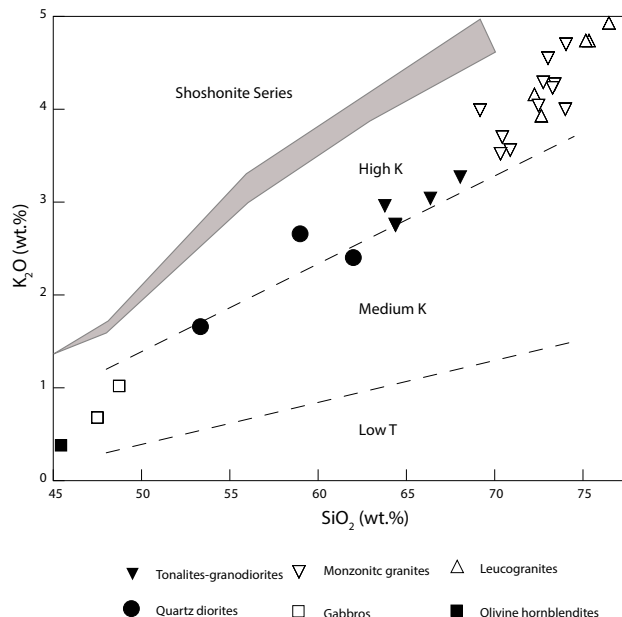 5
Shoshonite Series
4
High K
3
K2O (wt.%)
2
Medium K
1
Low T
0
45 50 55 60 65 70 75
SiO2 (wt.%)
Tonalites-granodiorites Monzonitc granites Leucogranites
Quartz diorites Gabbros Olivine hornblendites